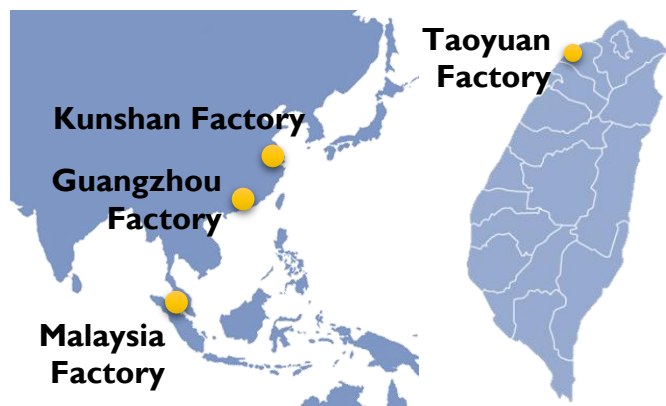 Taoyuan
Factory
Kunshan Factory
Guangzhou
Factory
Malaysia
Factory